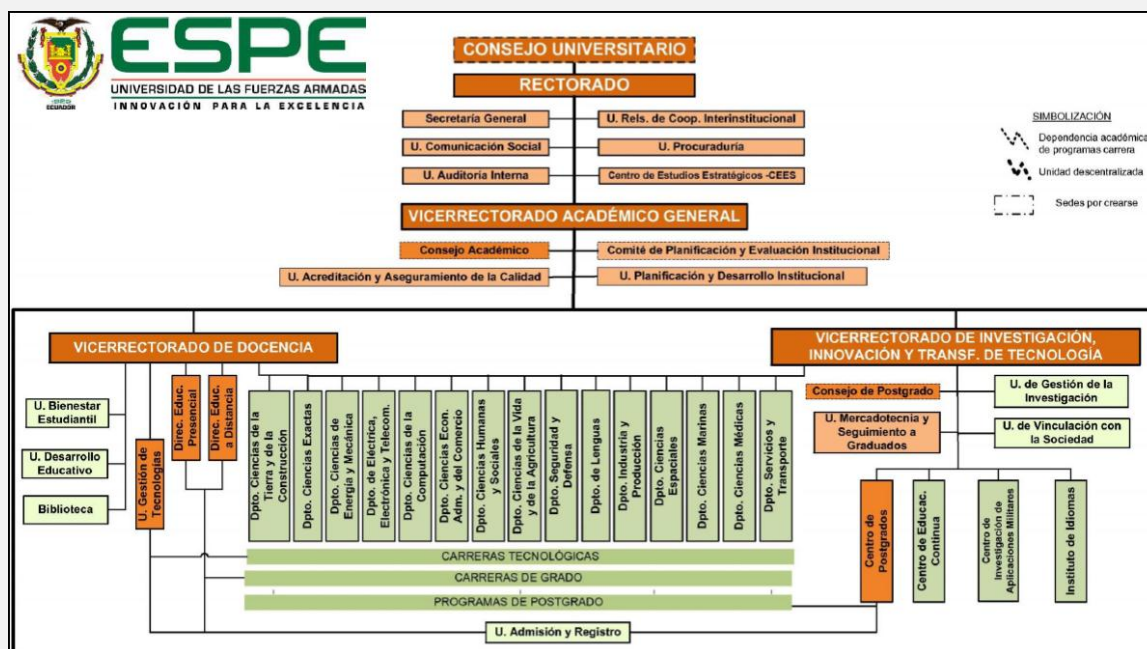 ESPE
UNIVERSIDAD DE LAS FUERZAS ARMADAS
INNOVACIÓN PARA LA EXCELENCIA
ECUADOR
CONSEJO UNIVERSITARIO
RECTORADO
Secretaría General
U. Rels. de Coop. Interinstitucional
U. Comunicación Social
U. Procuraduría
U. Auditoría Interna
Centro de Estudios Estratégicos -CEES
SIMBOLIZACIÓN
Dependencia académica
de programas carrera
Unidad descentralizada
Sedes por crearse
VICERRECTORADO ACADÉMICO GENERAL
Consejo Académico
Comité de Planificación y Evaluación Institucional
U. Acreditación y Aseguramiento de la Calidad
U. Planificación y Desarrollo Institucional
VICERRECTORADO DE DOCENCIA
VICERRECTORADO DE INVESTIGACIÓN,
INNOVACIÓN Y TRANSF. DE TECNOLOGÍA
U. Bienestar
Estudiantil
U. Desarrollo
Educativo
Biblioteca
U. Gestión de
Tecnologías
Direc. Educ.
Presencial
Direc. Educ.
a Distancia
Dpto. Ciencias de la
Tierra y de la
Construcción
Dpto. Ciencias Exactas
Dpto. Ciencias de
Energía y Mecánica
Dpto. de Eléctrica,
Electrónica y Telecom.
Dpto. Ciencias de la
Computación
Dpto. Ciencias Econ.
Adm. y del Comercio
Dpto. Ciencias Humanas
y Sociales
Dpto. Ciencias de la Vida
y de la Agricultura
Dpto. Seguridad y
Defensa
Dpto. de Lenguas
Dpto. Industria y
Producción
Dpto. Ciencias
Espaciales
Dpto. Ciencias Marinas
Dpto. Ciencias Médicas
Dpto. Servicios y
Transporte
Consejo de Postgrado
U. de Gestión de la
Investigación
U. Mercadotecnia y
Seguimiento a
Graduados
U. de Vinculación con
la Sociedad
Centro de
Postgrados
Centro de Educac.
Continua
Centro de
Investigación de
Aplicaciones Militares
Instituto de Idiomas
CARRERAS TECNOLÓGICAS
CARRERAS DE GRADO
PROGRAMAS DE POSTGRADO
U. Admisión y Registro